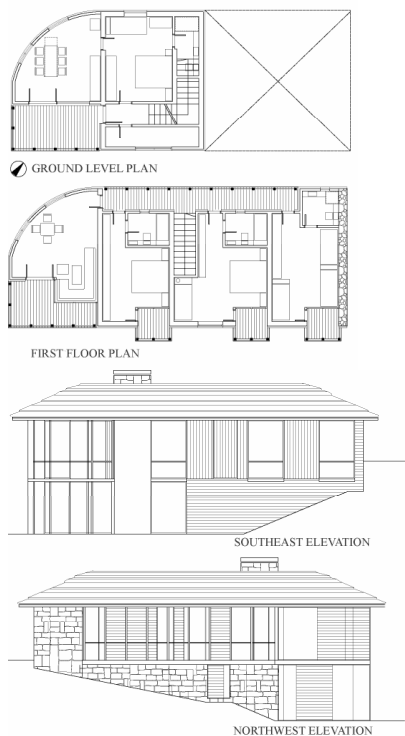 GROUND LEVEL PLAN
FIRST FLOOR PLAN
SOUTHEAST ELEVATION
NORTHWEST ELEVATION